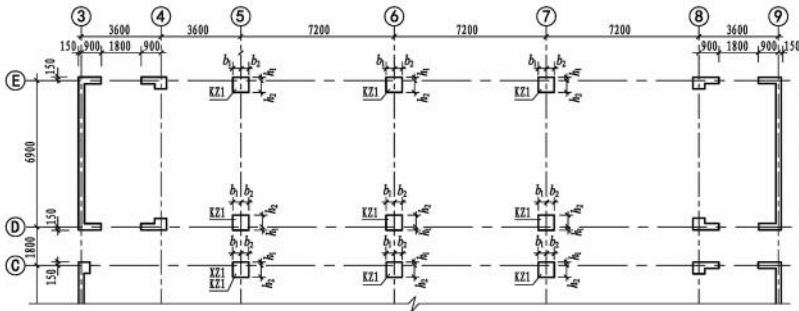 ③ ④ ⑤ ⑥ ⑦ ⑧ ⑨
3600 3600 7200 7200 7200 3600
150 900 1800 900 900 1800 900 150
150 b₁ b₂ h₁ b₁ b₂ h₁ b₁ b₂ h₁
Ⓔ KZ1 h₂ KZ1 h₂ KZ1 h₂
6900
b₁ b₂ b₁ b₂ b₁ b₂
150 KZ1 h₂ KZ1 h₂ KZ1 h₂
Ⓓ h₁ h₁ h₁
1800 b₁ b₂ b₁ b₂ b₁ b₂
Ⓒ h₁ h₁ h₁
150 XZ1 h₂ h₂ h₂
KZ1 KZ1 KZ1